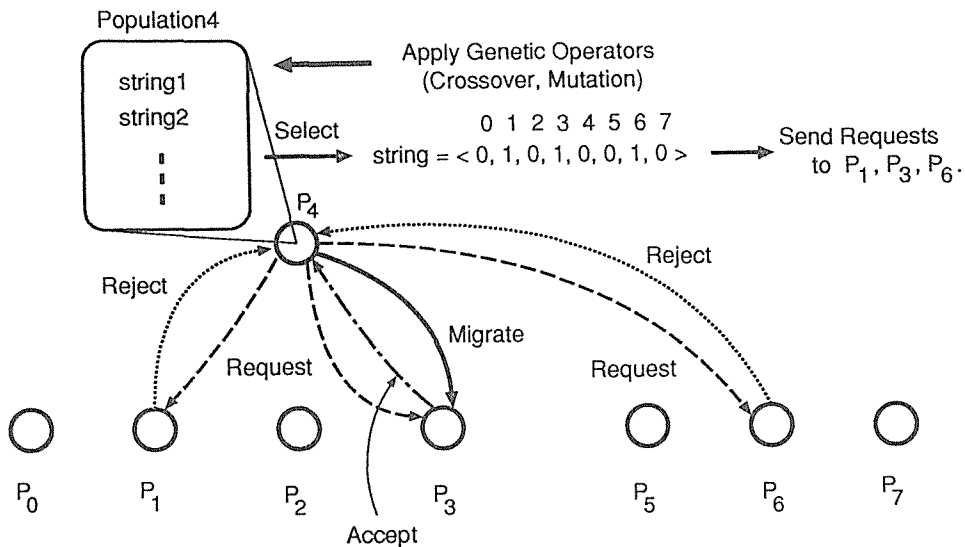 Population4
string1
string2
Apply Genetic Operators
(Crossover, Mutation)
Select
0 1 2 3 4 5 6 7
string = < 0, 1, 0, 1, 0, 0, 1, 0 >
Send Requests
to P1, P3, P6.
P4
Reject
Reject
Migrate
Request
Request
P0
P1
P2
P3
P5
P6
P7
Accept